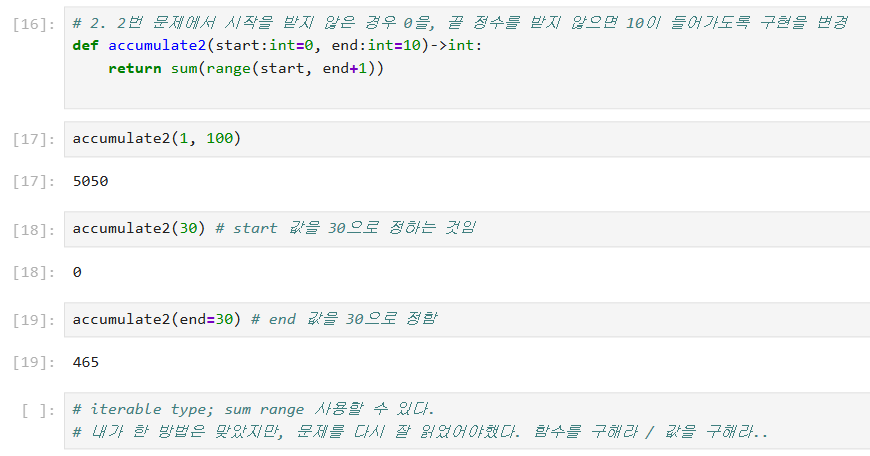 [16]: # 2. 2번 문제에서 시작을 받지 않은 경우 0을, 끝 정수를 받지 않으면 10이 들어가도록 구현을 변경
def accumulate2(start:int=0, end:int=10)->int:
    return sum(range(start, end+1))
[17]: accumulate2(1, 100)
[17]: 5050
[18]: accumulate2(30) # start 값을 30으로 정하는 것임
[18]: 0
[19]: accumulate2(end=30) # end 값을 30으로 정함
[19]: 465
[ ]: # iterable type; sum range 사용할 수 있다.
# 내가 한 방법은 맞았지만, 문제를 다시 잘 읽었어야했다. 함수를 구해라 / 값을 구해라..